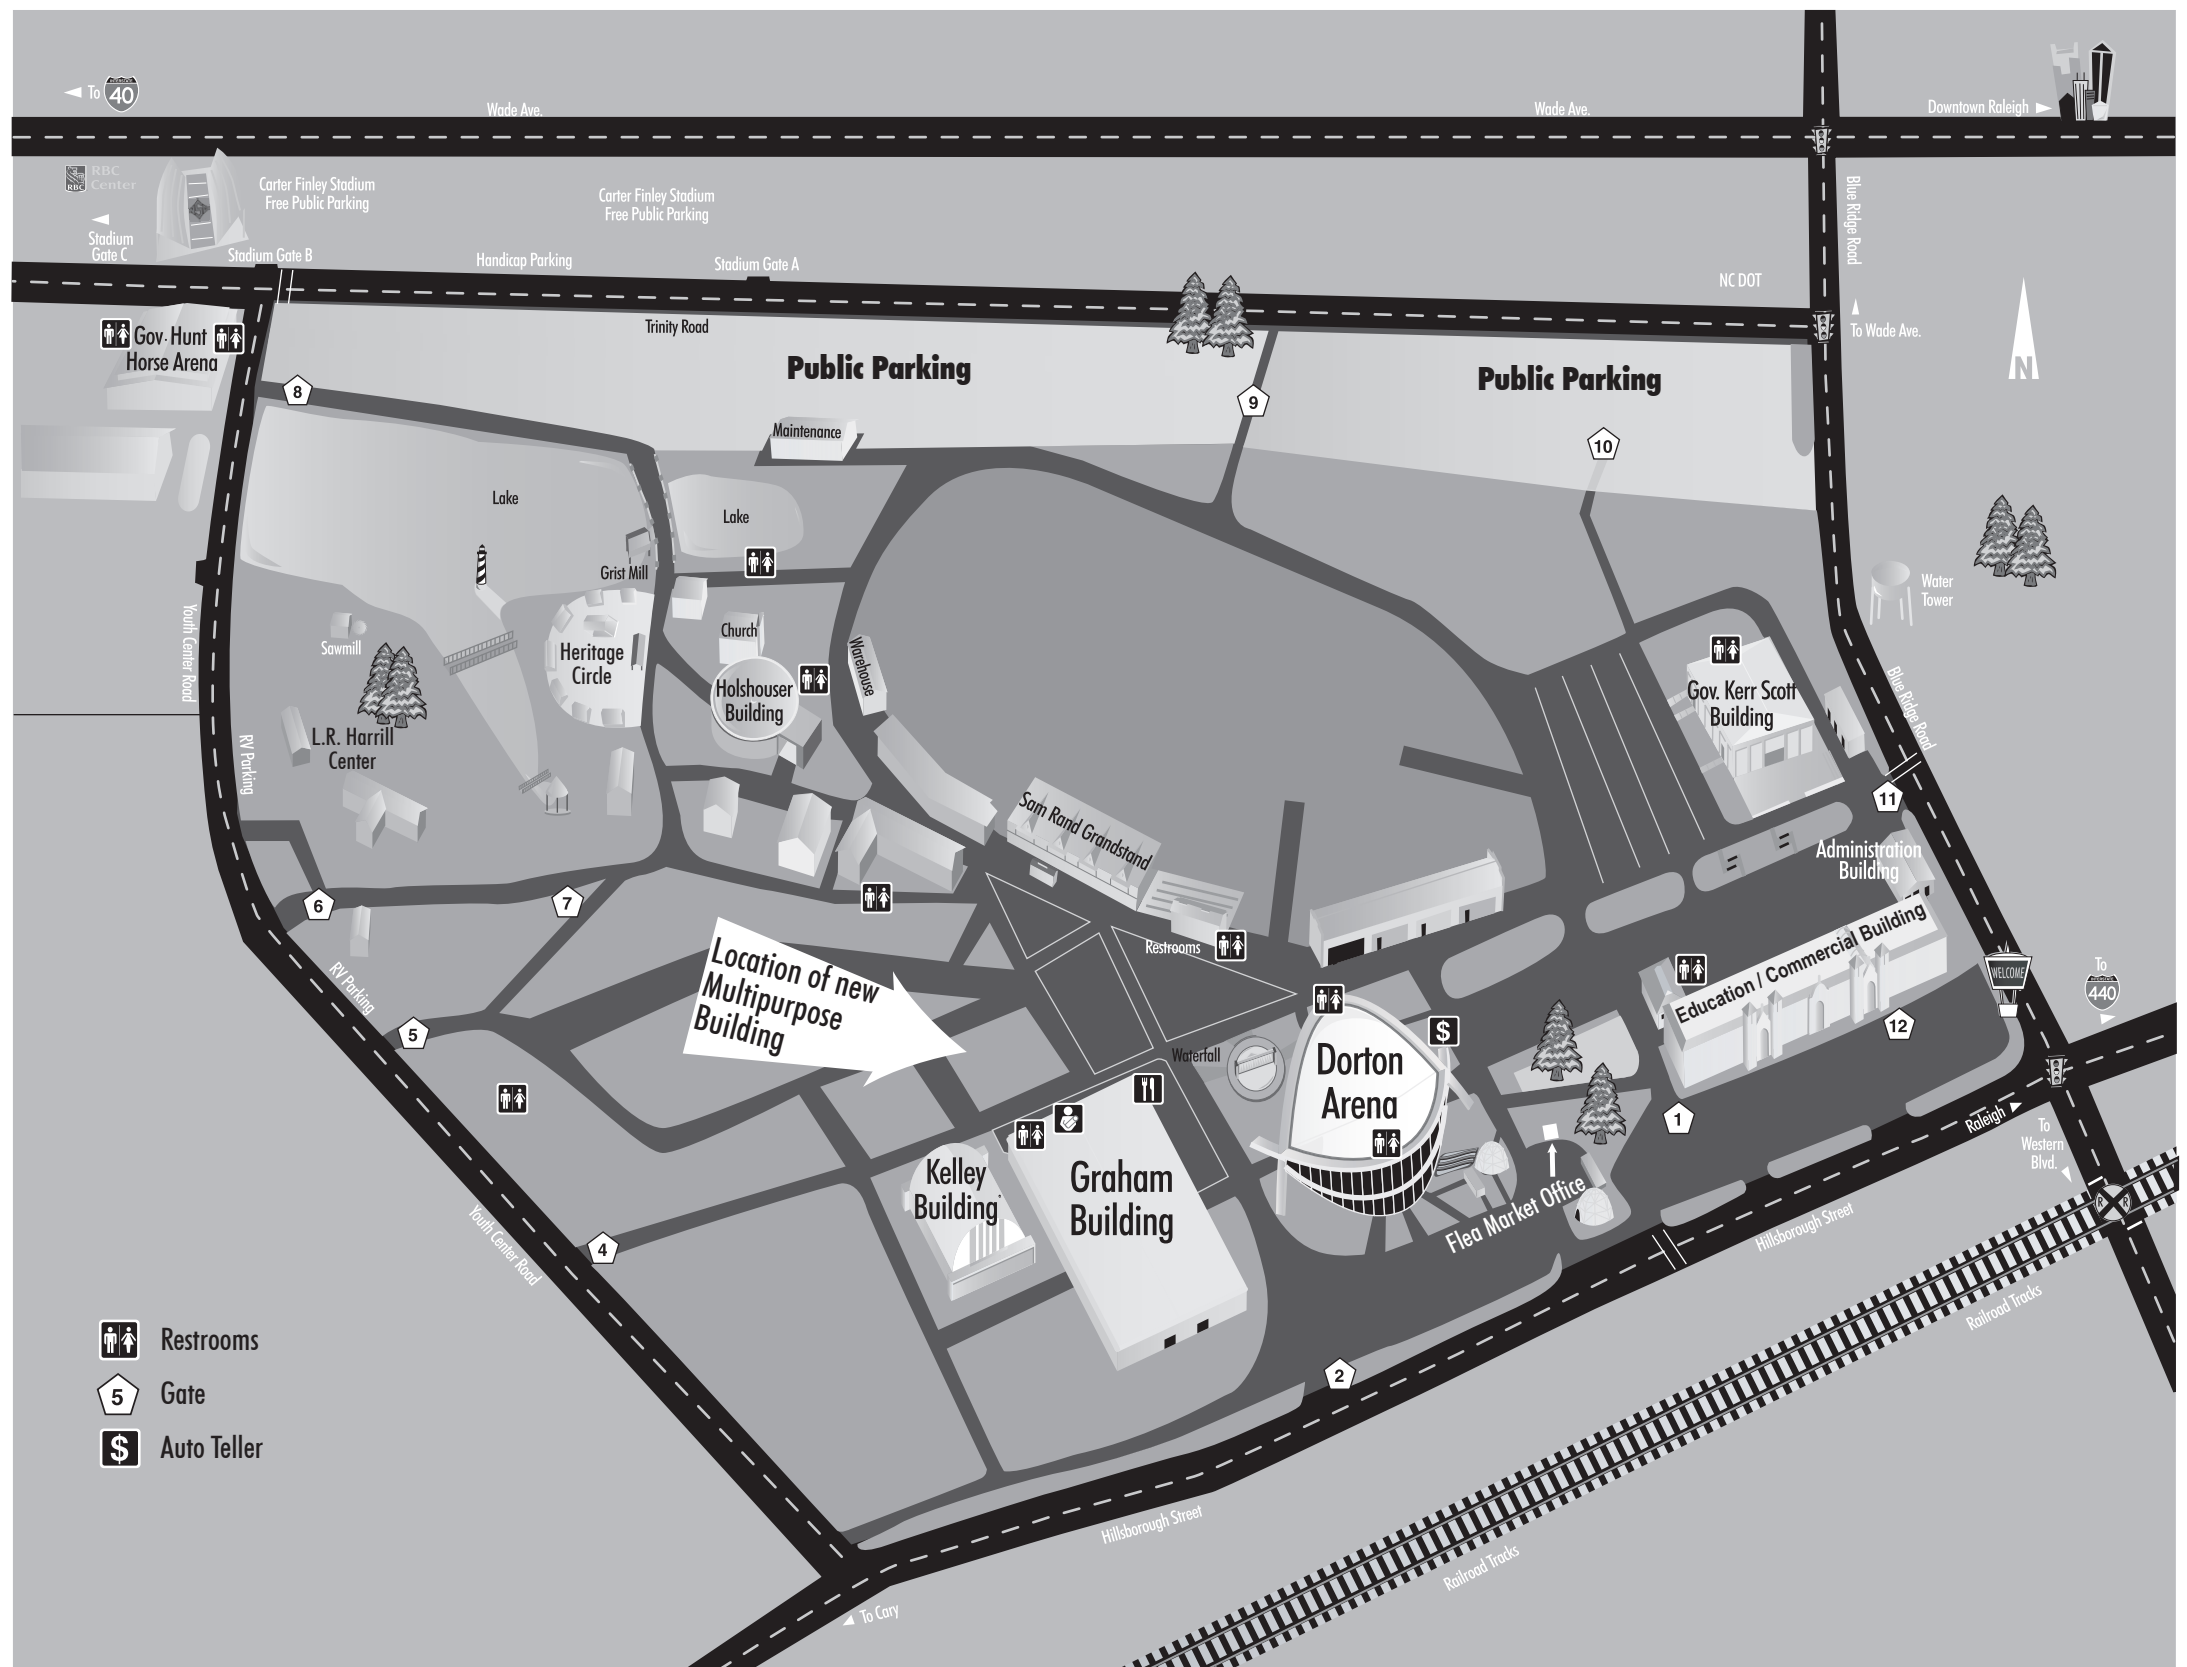 To
INTERSTATE
40
Wade Ave.
Wade Ave.
Downtown Raleigh
RBC
RBC
Center
Carter Finley Stadium
Free Public Parking
Carter Finley Stadium
Free Public Parking
Blue Ridge Road
Stadium
Gate C
Stadium Gate B
Handicap Parking
Stadium Gate A
NC DOT
Trinity Road
To Wade Ave.
Gov. Hunt
Horse Arena
Public Parking
Public Parking
N
8
9
10
Maintenance
Lake
Lake
Grist Mill
Water
Tower
Youth Center Road
Sawmill
Church
Heritage
Circle
Warehouse
Holshouser
Building
Gov. Kerr Scott
Building
Blue Ridge Road
L.R. Harrill
Center
RV Parking
Sam Rand Grandstand
11
Administration
Building
6
7
Restrooms
Location of new
Multipurpose
Building
Education / Commercial Building
WELCOME
To
440
RV Parking
5
12
$
Waterfall
Dorton
Arena
1
Raleigh
To
Western
Blvd.
Kelley
Building
Graham
Building
Flea Market Office
R R
Youth Center Road
4
Hillsborough Street
Railroad Tracks
Restrooms
2
5
Gate
$
Auto Teller
Hillsborough Street
Railroad Tracks
To Cary